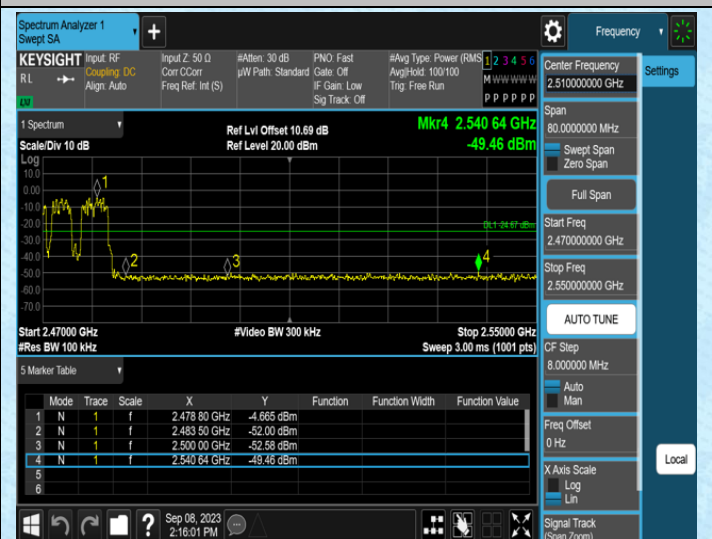 Spectrum Analyzer 1
Swept SA
+
Frequency
KEYSIGHT
RL
LXI
Input: RF
Coupling: DC
Align: Auto
Input Z: 50 Ω
Corr CCorr
Freq Ref: Int (S)
#Atten: 30 dB
µW Path: Standard
PNO: Fast
Gate: Off
IF Gain: Low
Sig Track: Off
#Avg Type: Power (RMS
Avg|Hold: 100/100
Trig: Free Run
1 2 3 4 5 6
M W W W W W
P P P P P P
1 Spectrum
Scale/Div 10 dB
Ref Lvl Offset 10.69 dB
Ref Level 20.00 dBm
Mkr4 2.540 64 GHz
-49.46 dBm
Log
10.0
0.00
-10.0
-20.0
-30.0
-40.0
-50.0
-60.0
-70.0
1
2
3
4
DL1 -24.67 dBm
Start 2.47000 GHz
#Res BW 100 kHz
#Video BW 300 kHz
Stop 2.55000 GHz
Sweep 3.00 ms (1001 pts)
5 Marker Table
Mode Trace Scale X Y Function Function Width Function Value
1 N 1 f 2.478 80 GHz -4.665 dBm
2 N 1 f 2.483 50 GHz -52.00 dBm
3 N 1 f 2.500 00 GHz -52.58 dBm
4 N 1 f 2.540 64 GHz -49.46 dBm
5
6
?
Sep 08, 2023
2:16:01 PM
Center Frequency
2.510000000 GHz
Settings
Span
80.0000000 MHz
Swept Span
Zero Span
Full Span
Start Freq
2.470000000 GHz
Stop Freq
2.550000000 GHz
AUTO TUNE
CF Step
8.000000 MHz
Auto
Man
Freq Offset
0 Hz
X Axis Scale
Log
Lin
Local
Signal Track
(Span Zoom)